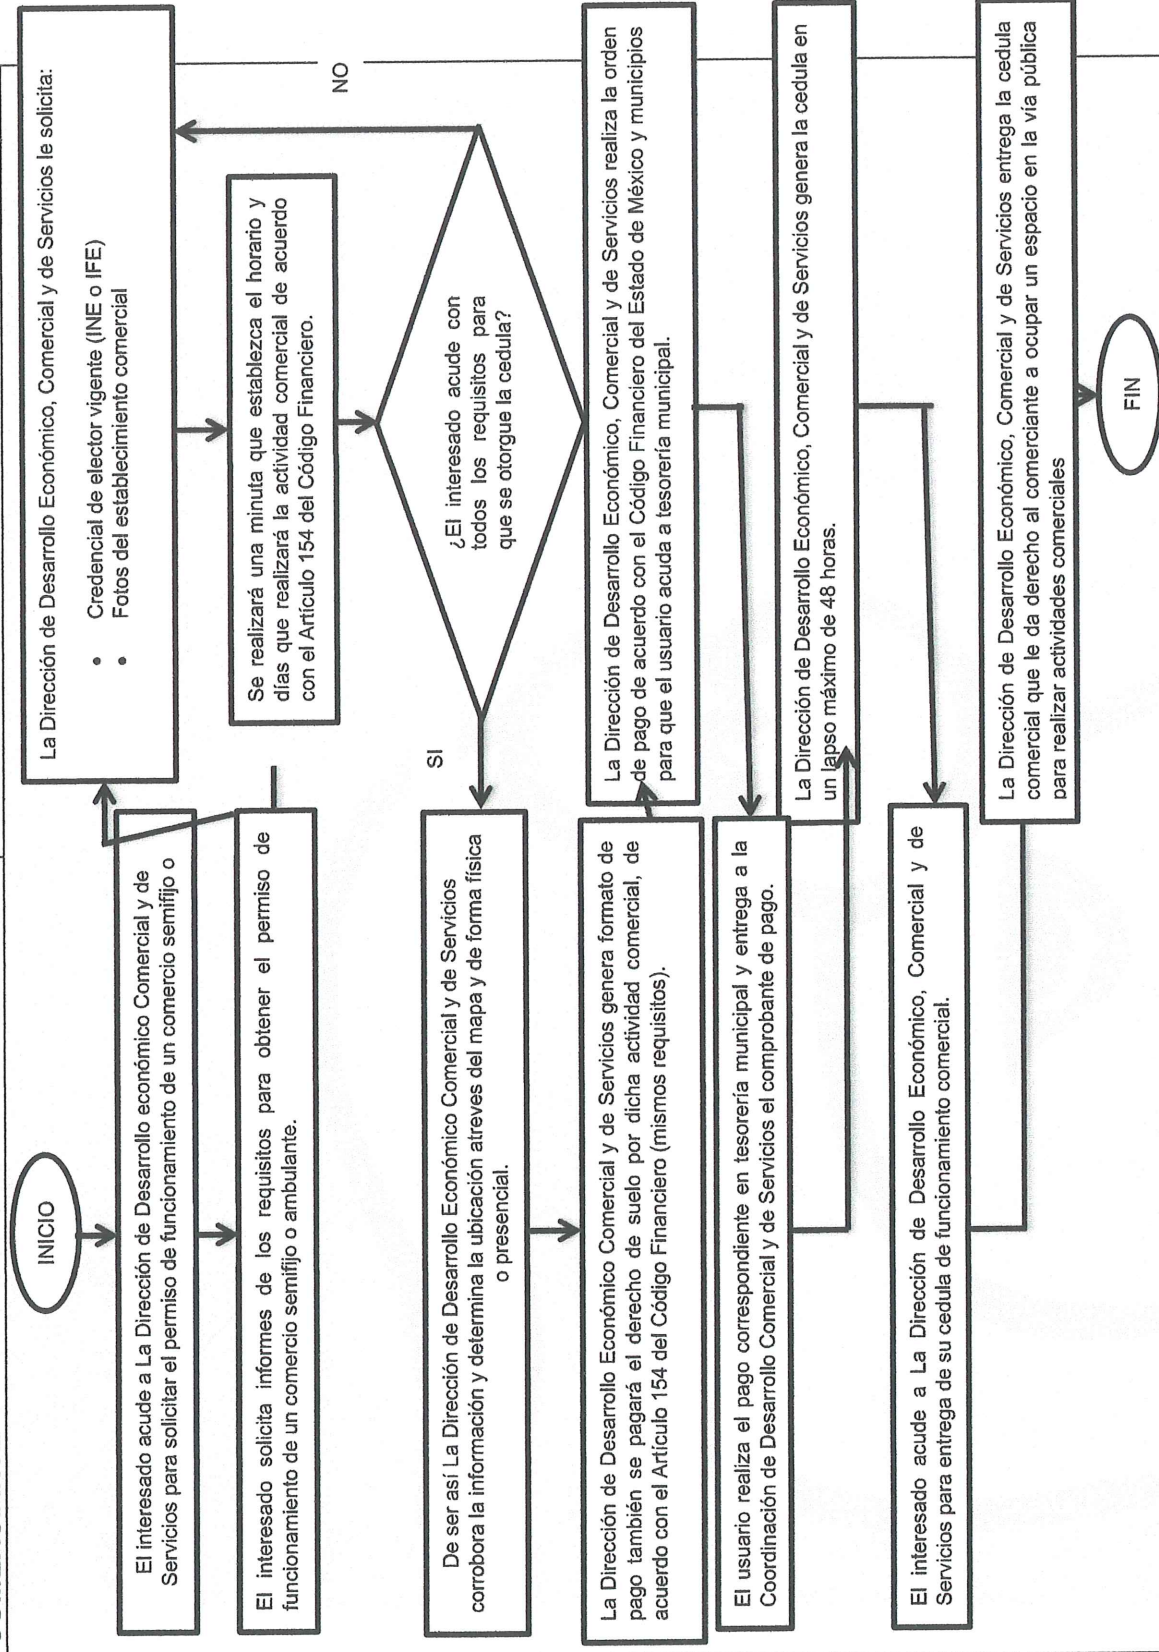 INICIO
El interesado acude a La Dirección de Desarrollo económico Comercial y de
Servicios para solicitar el permiso de funcionamiento de un comercio semifijo o
El interesado solicita informes de los requisitos para obtener el permiso de
funcionamiento de un comercio semifijo o ambulante.
La Dirección de Desarrollo Económico, Comercial y de Servicios le solicita:
• Credencial de elector vigente (INE o IFE)
• Fotos del establecimiento comercial
Se realizará una minuta que establezca el horario y
días que realizará la actividad comercial de acuerdo
con el Artículo 154 del Código Financiero.
¿El interesado acude con
todos los requisitos para
que se otorgue la cedula?
NO
SI
De ser así La Dirección de Desarrollo Económico Comercial y de Servicios
corrobora la información y determina la ubicación atreves del mapa y de forma física
o presencial.
La Dirección de Desarrollo Económico Comercial y de Servicios genera formato de
pago también se pagará el derecho de suelo por dicha actividad comercial, de
acuerdo con el Artículo 154 del Código Financiero (mismos requisitos).
La Dirección de Desarrollo Económico, Comercial y de Servicios realiza la orden
de pago de acuerdo con el Código Financiero del Estado de México y municipios
para que el usuario acuda a tesorería municipal.
El usuario realiza el pago correspondiente en tesorería municipal y entrega a la
Coordinación de Desarrollo Comercial y de Servicios el comprobante de pago.
La Dirección de Desarrollo Económico, Comercial y de Servicios genera la cedula en
un lapso máximo de 48 horas.
El interesado acude a La Dirección de Desarrollo Económico, Comercial y de
Servicios para entrega de su cedula de funcionamiento comercial.
La Dirección de Desarrollo Económico, Comercial y de Servicios entrega la cedula
comercial que le da derecho al comerciante a ocupar un espacio en la vía pública
para realizar actividades comerciales
FIN